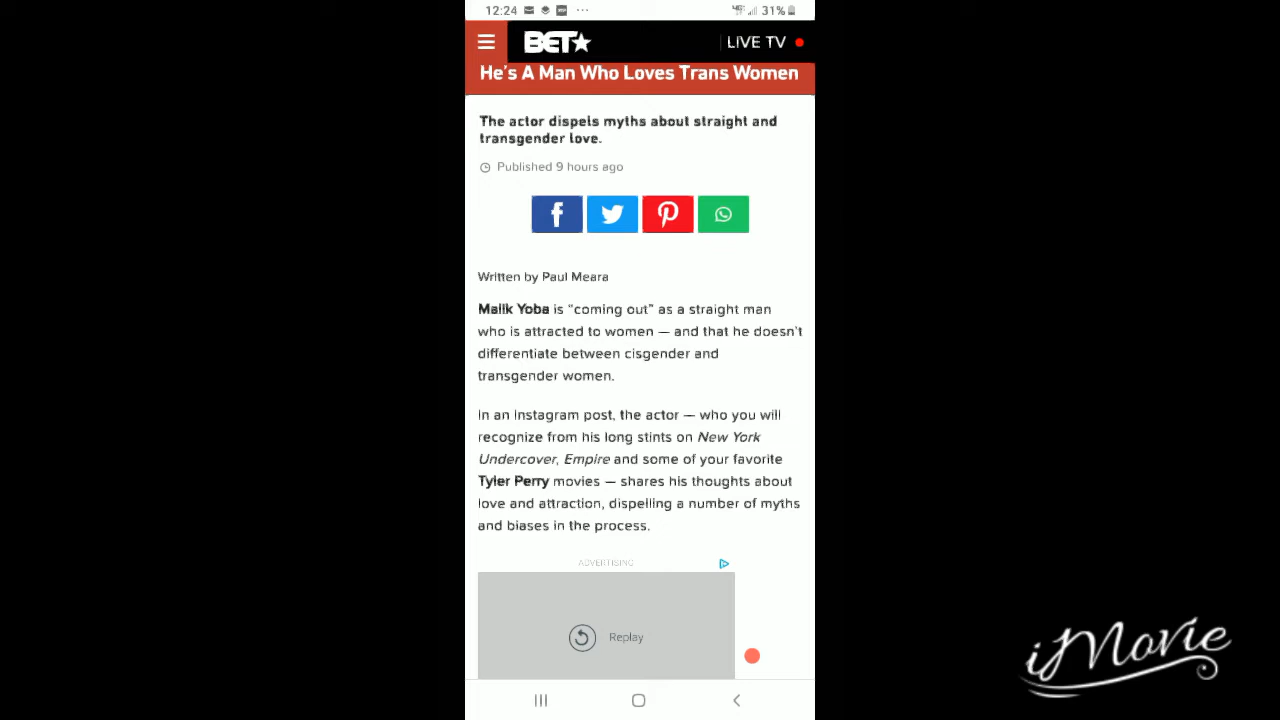 12:24
31%
BET
LIVE TV
He's A Man Who Loves Trans Women
The actor dispels myths about straight and
transgender love.
Published 9 hours ago
Written by Paul Meara
Malik Yoba is “coming out” as a straight man
who is attracted to women — and that he doesn't
differentiate between cisgender and
transgender women.
In an Instagram post, the actor — who you will
recognize from his long stints on New York
Undercover, Empire and some of your favorite
Tyler Perry movies — shares his thoughts about
love and attraction, dispelling a number of myths
and biases in the process.
ADVERTISING
Replay
iMovie